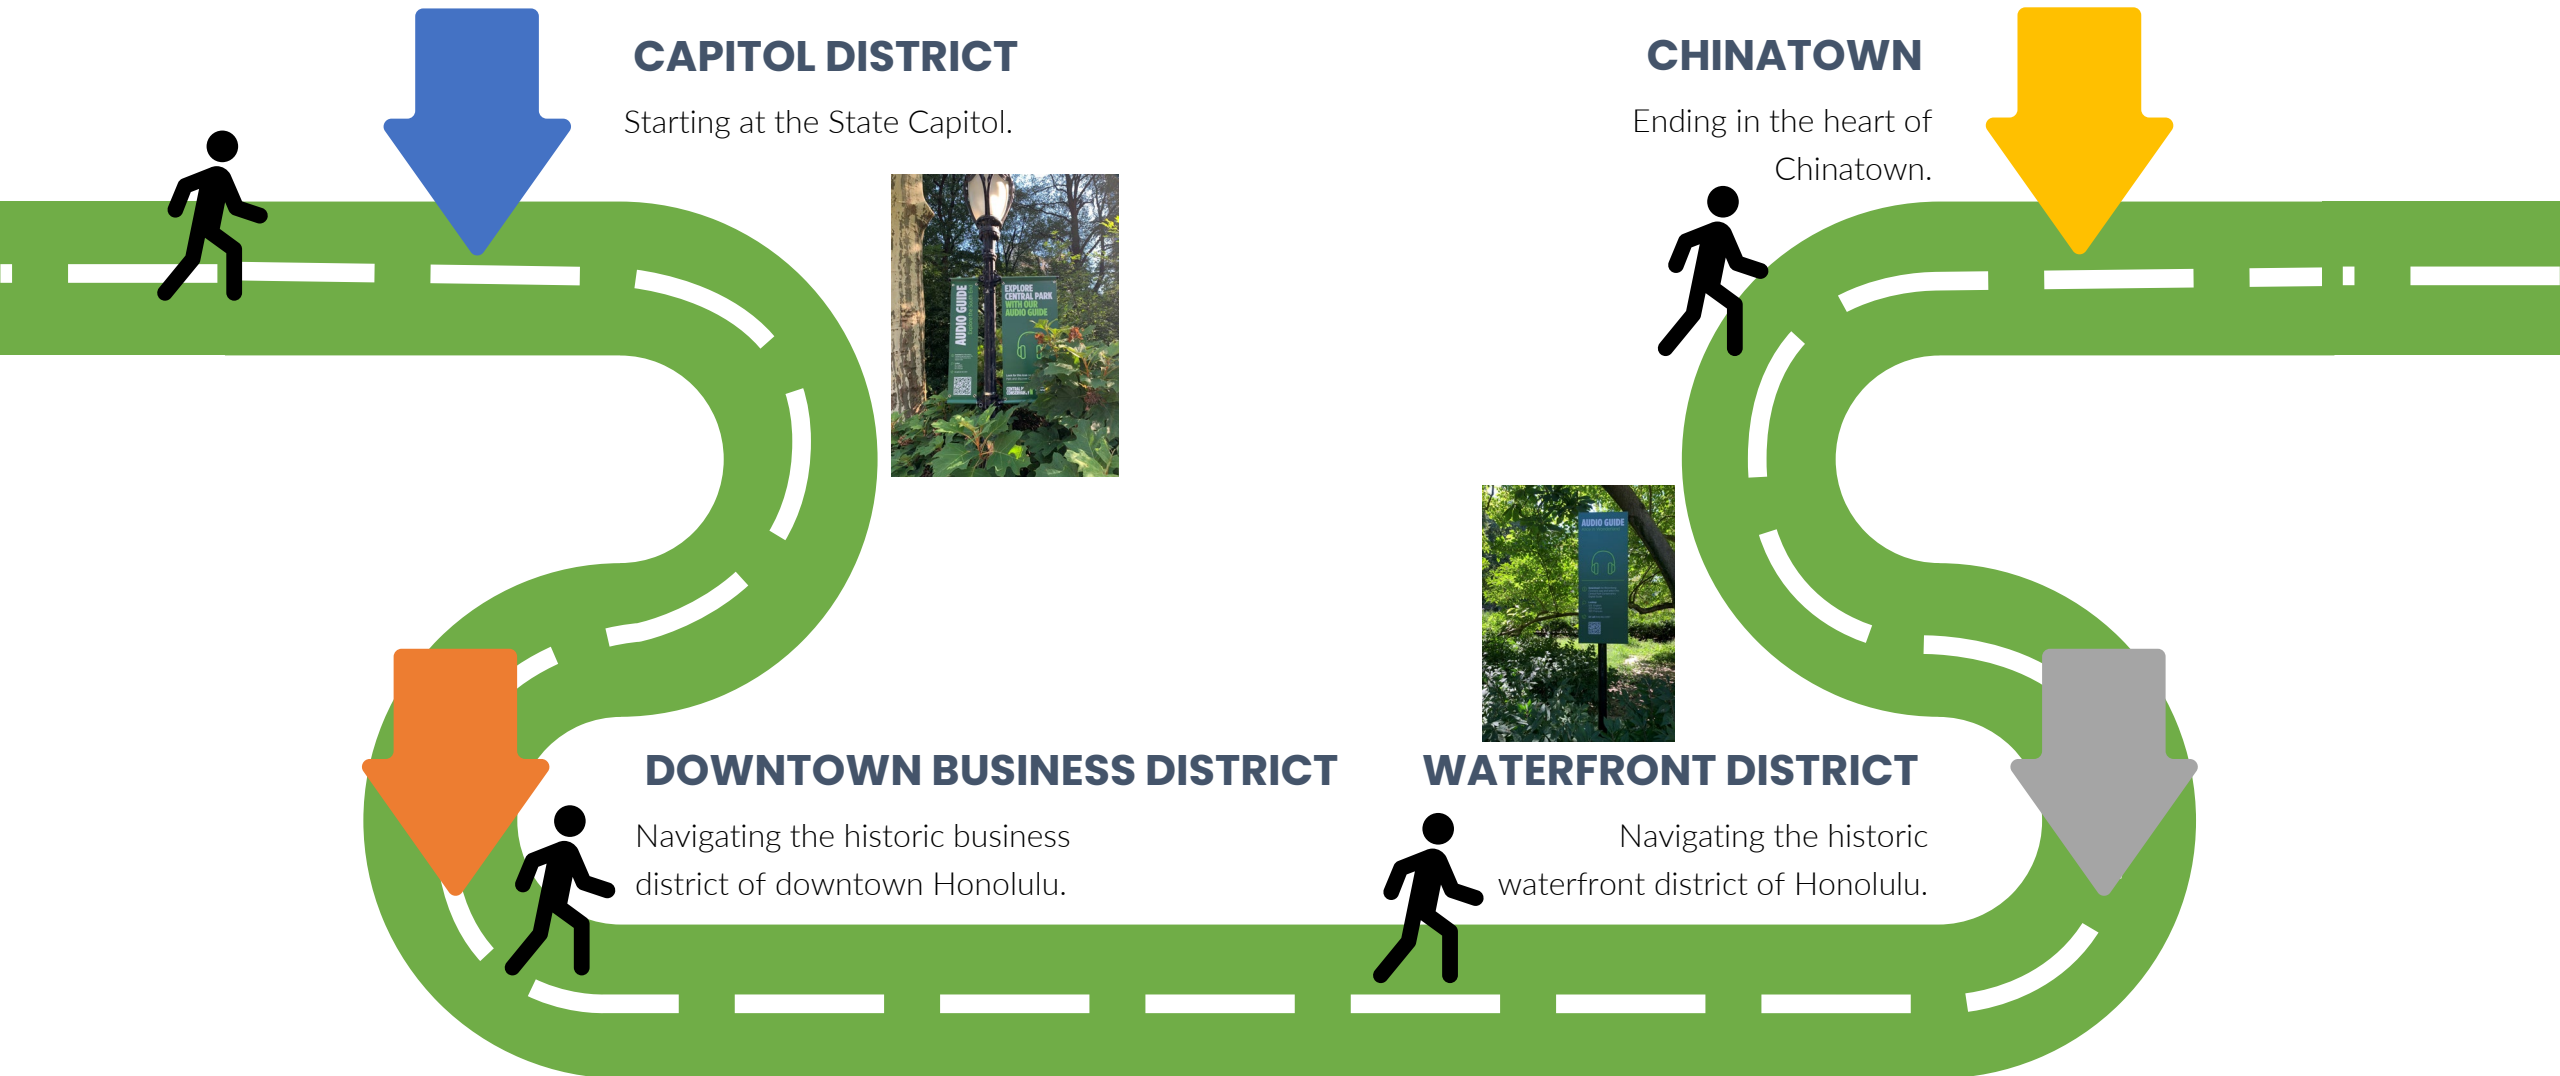 CAPITOL DISTRICT
Starting at the State Capitol.
CHINATOWN
Ending in the heart of
Chinatown.
AUDIO GUIDE
EXPLORE
CENTRAL PARK
WITH OUR
AUDIO GUIDE
AUDIO GUIDE
DOWNTOWN BUSINESS DISTRICT
Navigating the historic business
district of downtown Honolulu.
WATERFRONT DISTRICT
Navigating the historic
waterfront district of Honolulu.